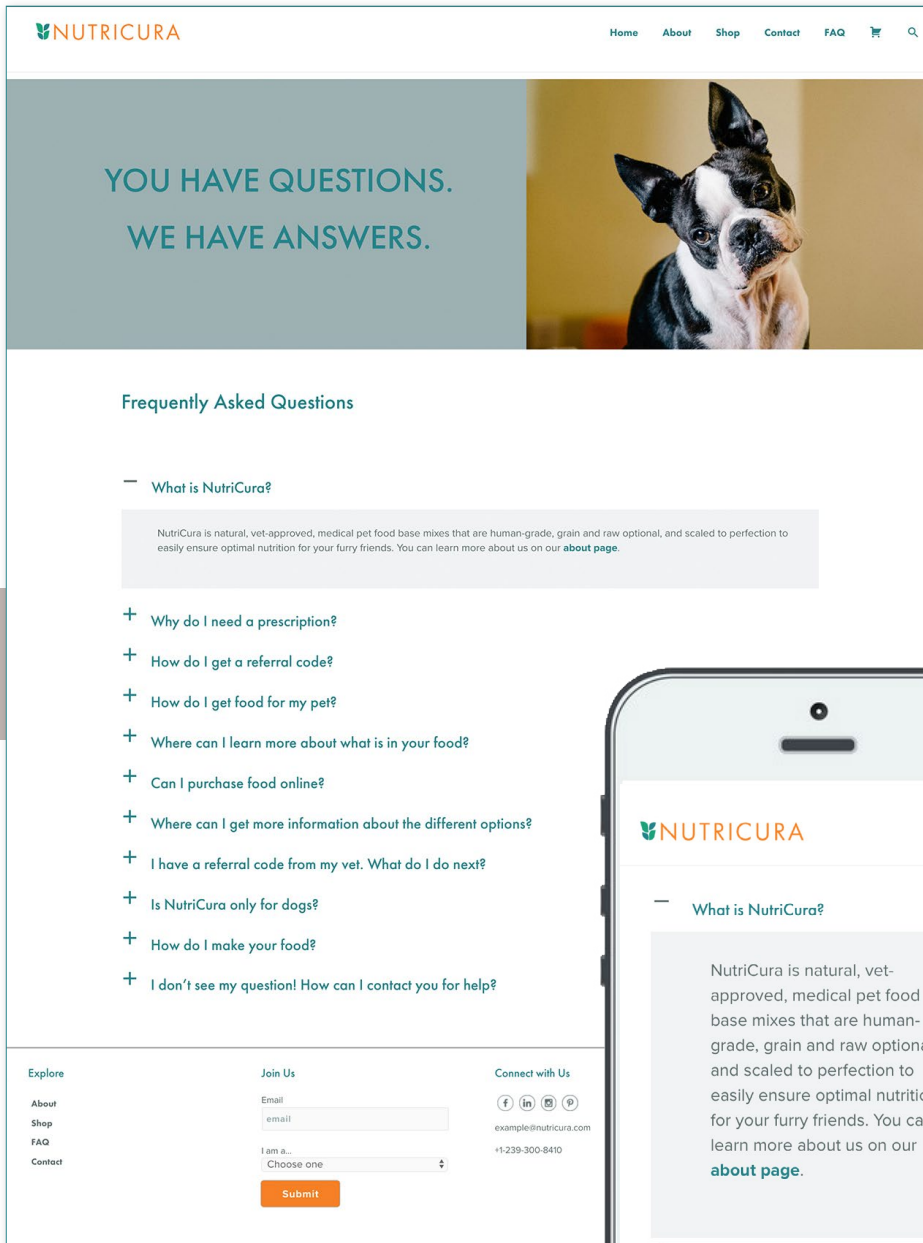 NUTRICURA
Home About Shop Contact FAQ
YOU HAVE QUESTIONS.
WE HAVE ANSWERS.
Frequently Asked Questions
What is NutriCura?
NutriCura is natural, vet-approved, medical pet food base mixes that are human-grade, grain and raw optional, and scaled to perfection to
easily ensure optimal nutrition for your furry friends. You can learn more about us on our about page.
Why do I need a prescription?
How do I get a referral code?
How do I get food for my pet?
Where can I learn more about what is in your food?
Can I purchase food online?
Where can I get more information about the different options?
I have a referral code from my vet. What do I do next?
Is NutriCura only for dogs?
How do I make your food?
I don't see my question! How can I contact you for help?
Explore
About
Shop
FAQ
Contact
Join Us
Email
email
I am a...
Choose one
Submit
Connect with Us
example@nutricura.com
+1-239-300-8410
NUTRICURA
What is NutriCura?
NutriCura is natural, vet-
approved, medical pet food
base mixes that are human-
grade, grain and raw optiona
and scaled to perfection to
easily ensure optimal nutritio
for your furry friends. You ca
learn more about us on our
about page.